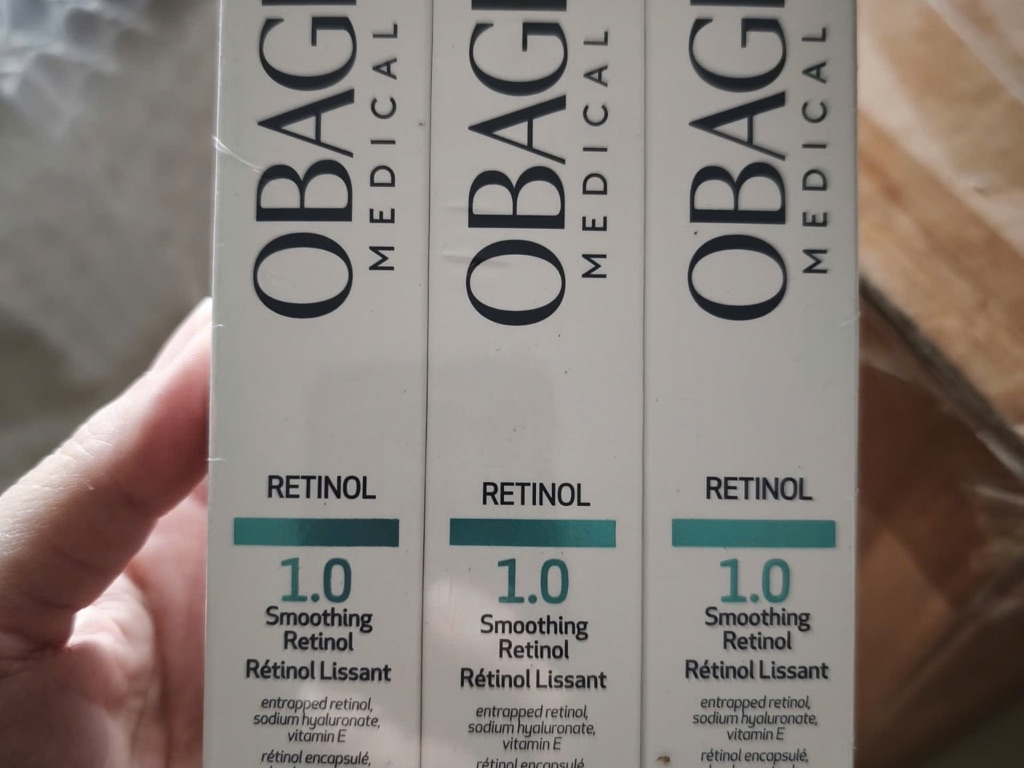 OBAGI
MEDICAL
RETINOL
1.0
Smoothing
Retinol
Rétinol Lissant
entrapped retinol,
sodium hyaluronate,
vitamin E
rétinol encapsulé,
OBAGI
MEDICAL
RETINOL
1.0
Smoothing
Retinol
Rétinol Lissant
entrapped retinol,
sodium hyaluronate,
vitamin E
rétinol encapsulé,
OBAGI
MEDICAL
RETINOL
1.0
Smoothing
Retinol
Rétinol Lissant
entrapped retinol,
sodium hyaluronate,
vitamin E
rétinol encapsulé,